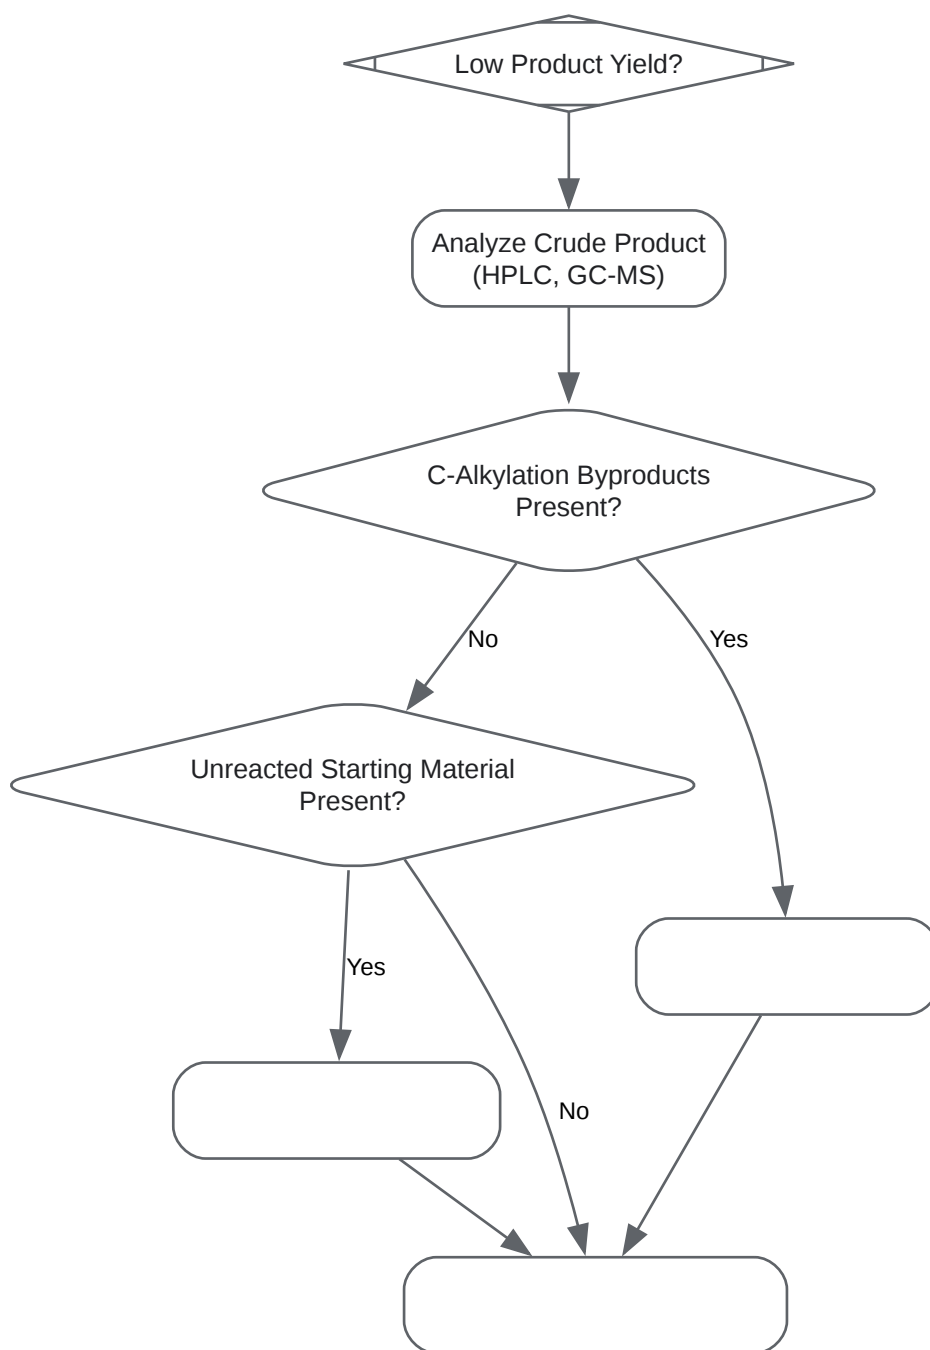 Low Product Yield?
Analyze Crude Product
(HPLC, GC-MS)
C-Alkylation Byproducts
Present?
No
Yes
Unreacted Starting Material
Present?
Yes
No